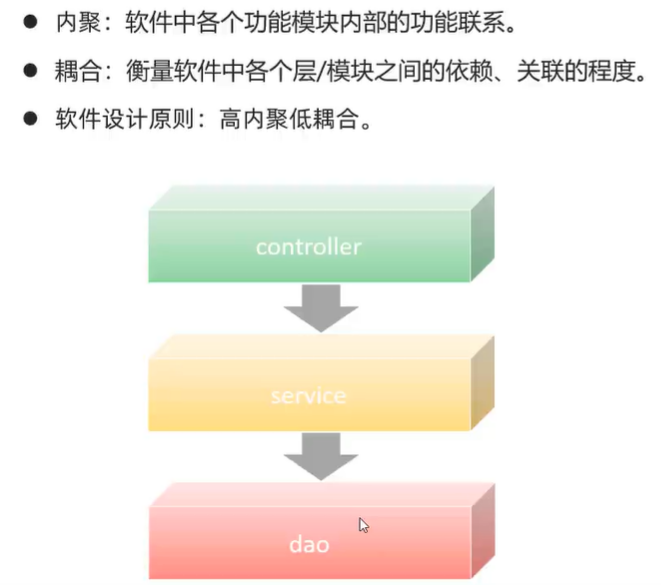 ● 内聚：软件中各个功能模块内部的功能联系。
● 耦合：衡量软件中各个层/模块之间的依赖、关联的程度。
● 软件设计原则：高内聚低耦合。
controller
service
dao